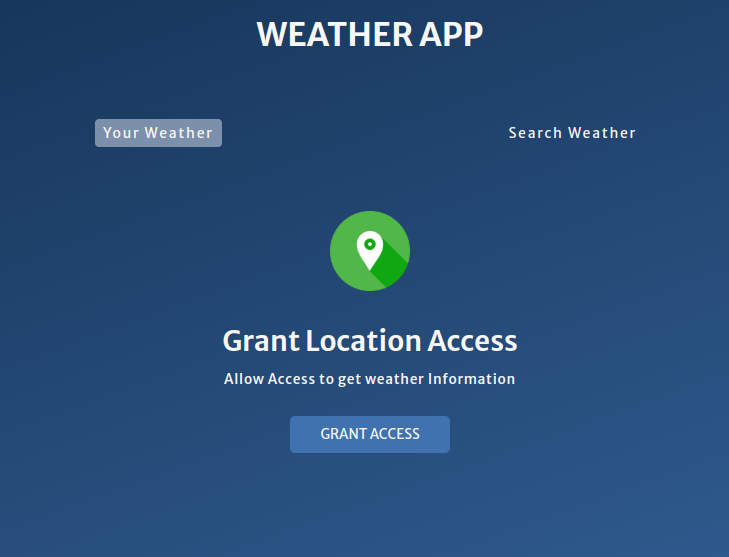 WEATHER APP
Your Weather
Search Weather
Grant Location Access
Allow Access to get weather Information
GRANT ACCESS